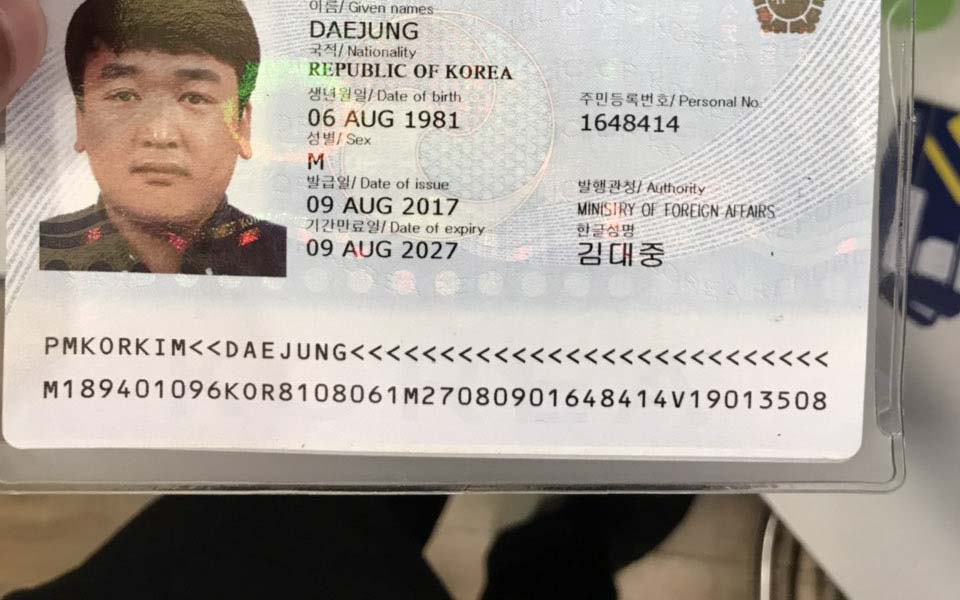 이름/ Given names
DAEJUNG
국적/ Nationality
REPUBLIC OF KOREA
생년월일/ Date of birth
06 AUG 1981
주민등록번호/ Personal No.
1648414
성별/ Sex
M
발급일/ Date of issue
09 AUG 2017
발행관청/ Authority
MINISTRY OF FOREIGN AFFAIRS
기간만료일/ Date of expiry
09 AUG 2027
한글성명
김대중
PMKORKIM<<DAEJUNG<<<<<<<<<<<<<<<<<<<<<<<<<<<
M189401096KOR8108061M27080901648414V19013508